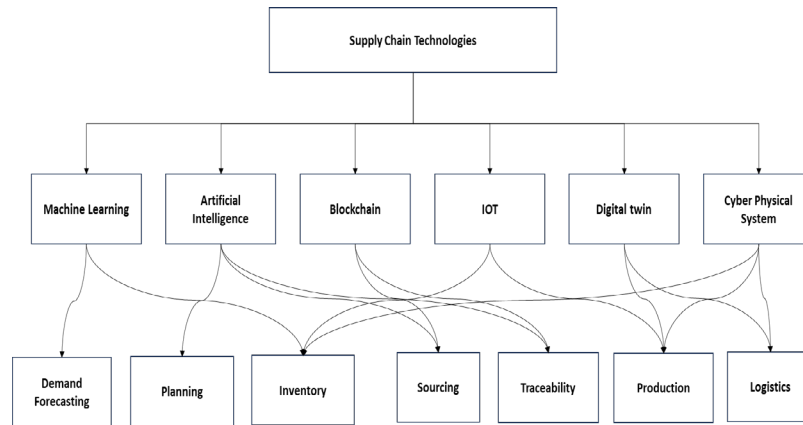 Supply Chain Technologies
Machine Learning
Artificial
Intelligence
Blockchain
IOT
Digital twin
Cyber Physical
System
Demand
Forecasting
Planning
Inventory
Sourcing
Traceability
Production
Logistics